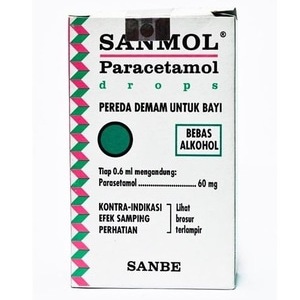 SANMOL®
Paracetamol
drops
PEREDA DEMAM UNTUK BAYI
BEBAS
ALKOHOL
Tiap 0.6 ml mengandung:
Parasetamol ........................ 60 mg
KONTRA-INDIKASI
EFEK SAMPING
PERHATIAN
Lihat
brosur
terlampir
SANBE